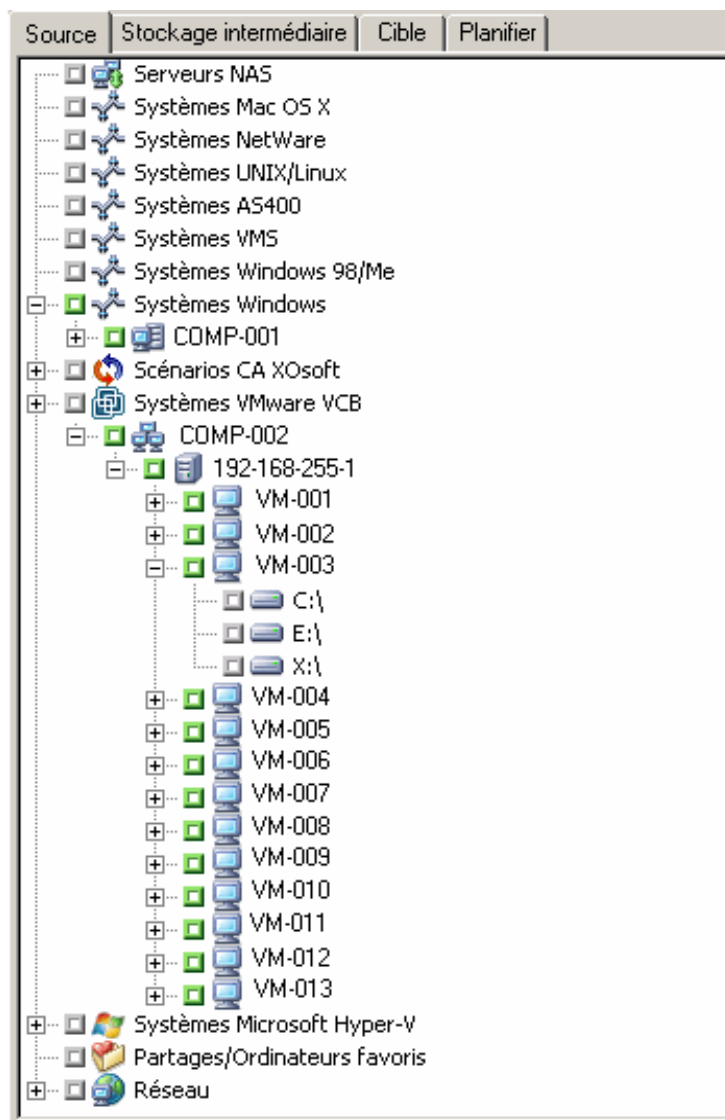 Source Stockage intermédiaire Cible Planifier
Serveurs NAS
Systèmes Mac OS X
Systèmes NetWare
Systèmes UNIX/Linux
Systèmes AS400
Systèmes VMS
Systèmes Windows 98/Me
Systèmes Windows
COMP-001
Scénarios CA XOsoft
Systèmes VMware VCB
COMP-002
192-168-255-1
VM-001
VM-002
VM-003
C:\
E:\
X:\
VM-004
VM-005
VM-006
VM-007
VM-008
VM-009
VM-010
VM-011
VM-012
VM-013
Systèmes Microsoft Hyper-V
Partages/Ordinateurs favoris
Réseau